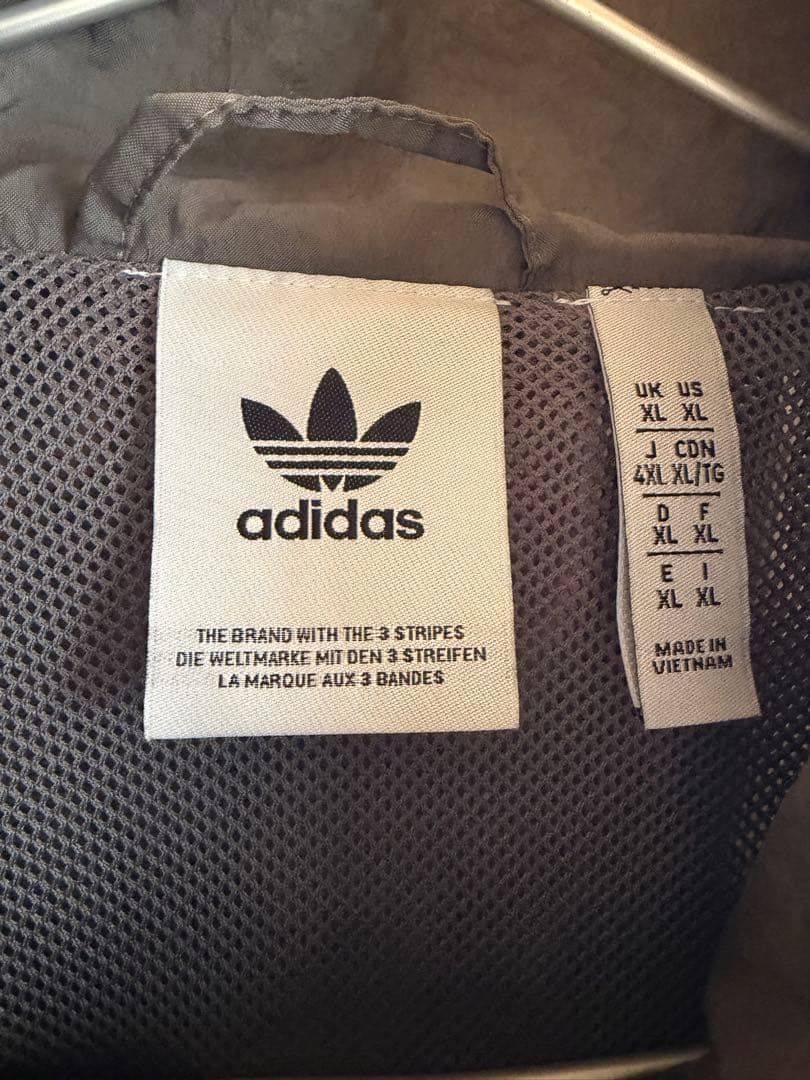 adidas
THE BRAND WITH THE 3 STRIPES
DIE WELTMARKE MIT DEN 3 STREIFEN
LA MARQUE AUX 3 BANDES
UK US
XL XL
J CDN
4XL XL/TG
D F
XL XL
E I
XL XL
MADE IN
VIETNAM